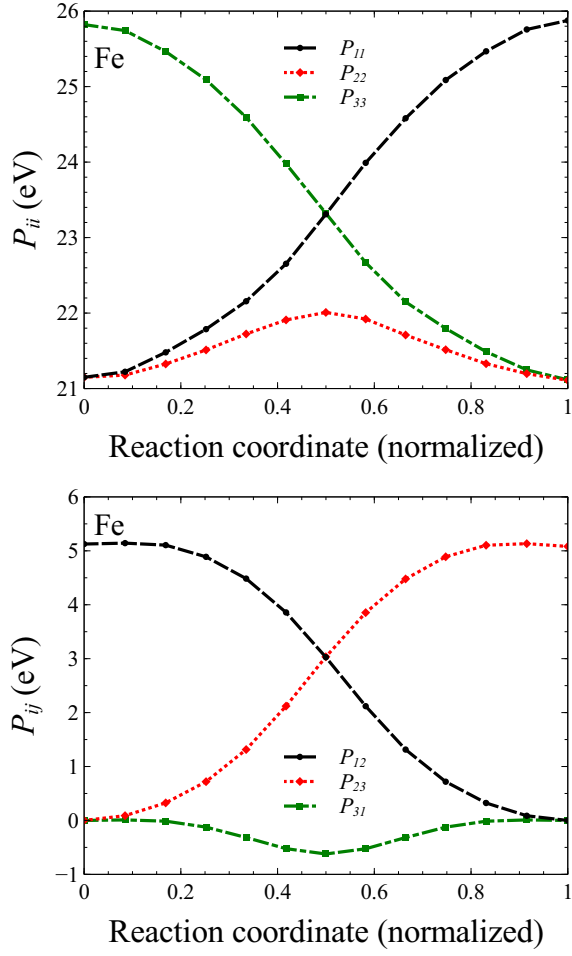 26
25
24
23
22
21
Fe
P₁₁
P₂₂
P₃₃
P_ii (eV)
0
0.2
0.4
0.6
0.8
1
Reaction coordinate (normalized)
6
5
4
3
2
1
0
−1
Fe
P₁₂
P₂₃
P₃₁
P_ij (eV)
0
0.2
0.4
0.6
0.8
1
Reaction coordinate (normalized)